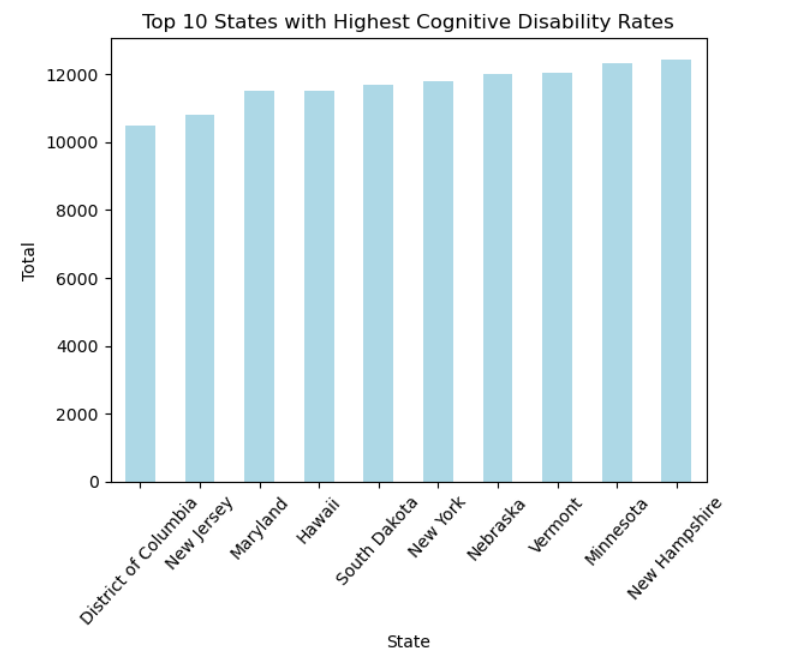 Top 10 States with Highest Cognitive Disability Rates
Total
12000
10000
8000
6000
4000
2000
0
District of Columbia
New Jersey
Maryland
Hawaii
South Dakota
New York
Nebraska
Vermont
Minnesota
New Hampshire
State